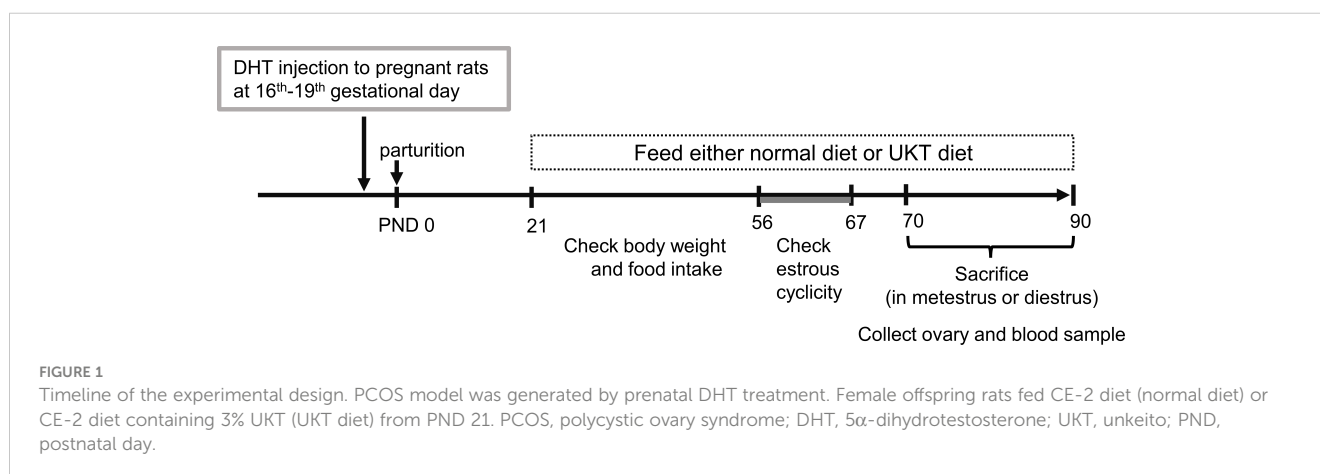 DHT injection to pregnant rats
at 16th-19th gestational day
parturition
Feed either normal diet or UKT diet
PND 0
21
56
67
70
90
Check body weight
and food intake
Check
estrous
cyclicity
Sacrifice
(in metestrus or diestrus)
Collect ovary and blood sample
FIGURE 1
Timeline of the experimental design. PCOS model was generated by prenatal DHT treatment. Female offspring rats fed CE-2 diet (normal diet) or
CE-2 diet containing 3% UKT (UKT diet) from PND 21. PCOS, polycystic ovary syndrome; DHT, 5α-dihydrotestosterone; UKT, unkeito; PND,
postnatal day.